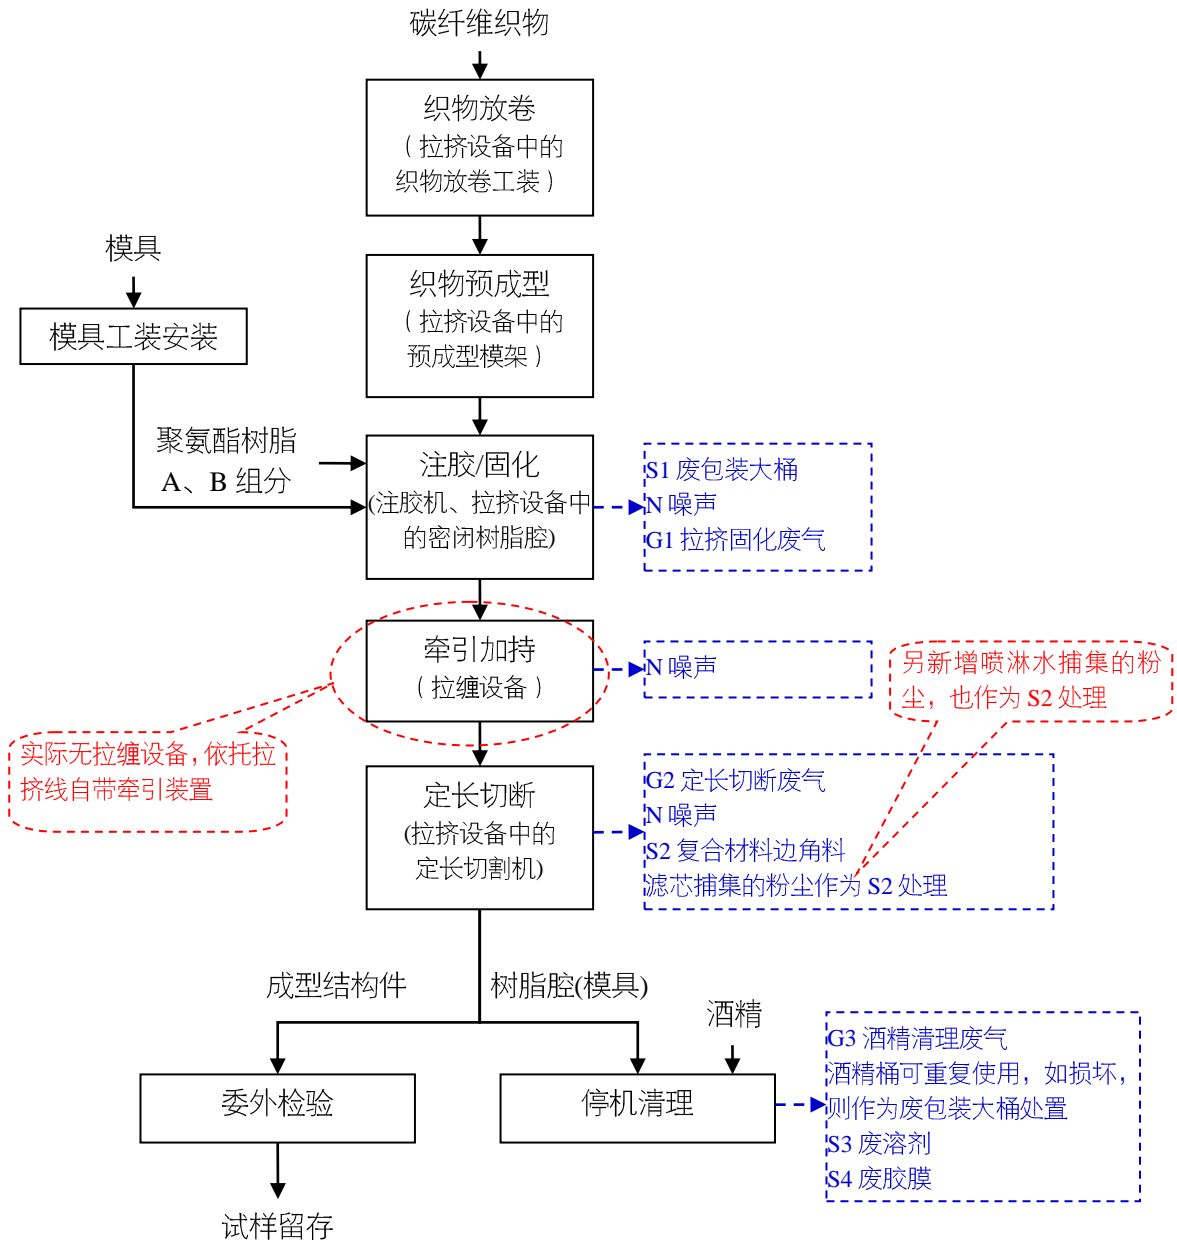 碳纤维织物
织物放卷
（拉挤设备中的
织物放卷工装）
模具
模具工装安装
织物预成型
（拉挤设备中的
预成型模架）
聚氨酯树脂
A、B 组分
注胶/固化
(注胶机、拉挤设备中
的密闭树脂腔)
S1 废包装大桶
N 噪声
G1 拉挤固化废气
牵引加持
（拉缠设备）
N 噪声
另新增喷淋水捕集的粉
尘，也作为 S2 处理
实际无拉缠设备，依托拉
挤线自带牵引装置
定长切断
(拉挤设备中的
定长切割机)
G2 定长切断废气
N 噪声
S2 复合材料边角料
滤芯捕集的粉尘作为 S2 处理
成型结构件
树脂腔(模具)
酒精
委外检验
停机清理
G3 酒精清理废气
酒精桶可重复使用，如损坏，
则作为废包装大桶处置
S3 废溶剂
S4 废胶膜
试样留存